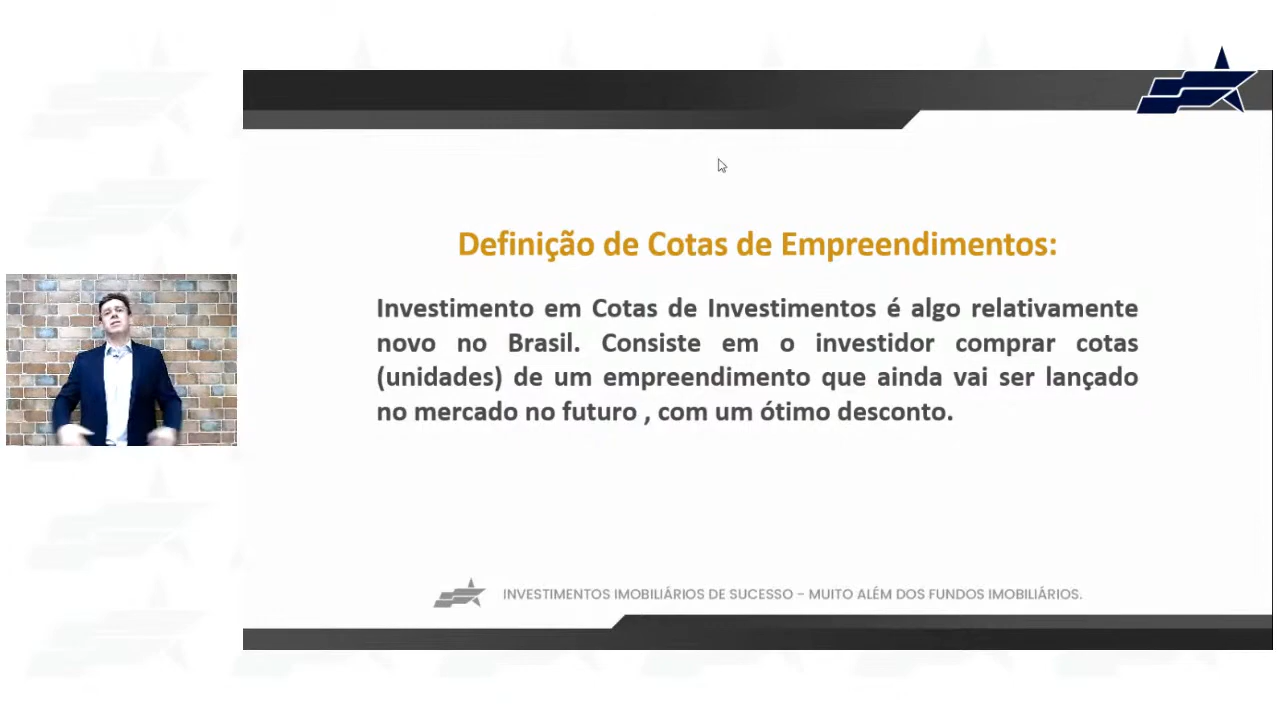 Definição de Cotas de Empreendimentos:
Investimento em Cotas de Investimentos é algo relativamente
novo no Brasil. Consiste em o investidor comprar cotas
(unidades) de um empreendimento que ainda vai ser lançado
no mercado no futuro , com um ótimo desconto.
INVESTIMENTOS IMOBILIÁRIOS DE SUCESSO - MUITO ALÉM DOS FUNDOS IMOBILIÁRIOS.